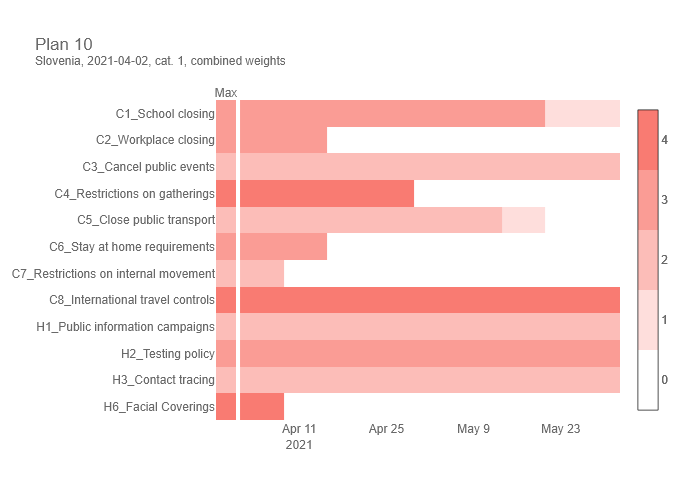 Plan 10
Slovenia, 2021-04-02, cat. 1, combined weights
Max
C1_School closing
C2_Workplace closing
C3_Cancel public events
C4_Restrictions on gatherings
C5_Close public transport
C6_Stay at home requirements
C7_Restrictions on internal movement
C8_International travel controls
H1_Public information campaigns
H2_Testing policy
H3_Contact tracing
H6_Facial Coverings
Apr 11 Apr 25 May 9 May 23
2021
4
3
2
1
0